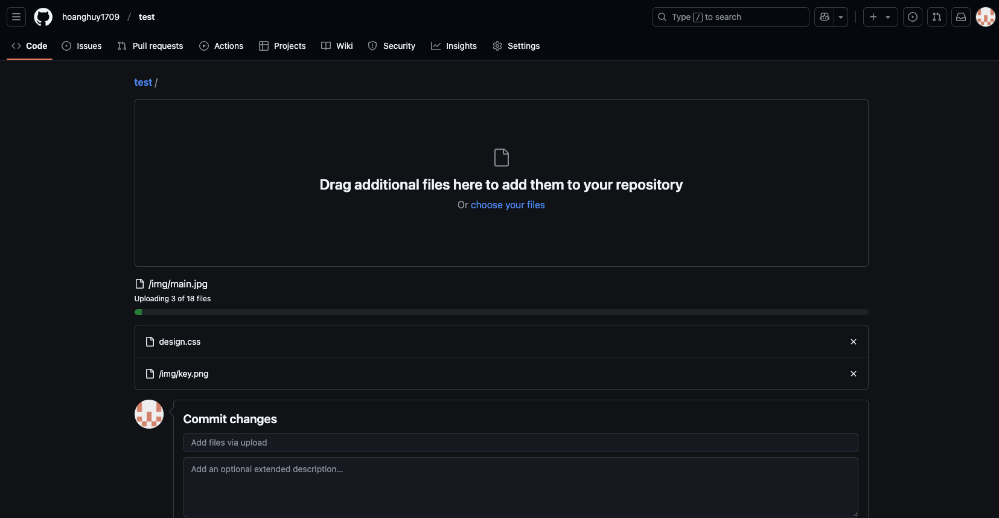 hoanghuy1709 / test
Type / to search
Code Issues Pull requests Actions Projects Wiki Security Insights Settings
test /
Drag additional files here to add them to your repository
Or choose your files
/img/main.jpg
Uploading 3 of 18 files
design.css
/img/key.png
Commit changes
Add files via upload
Add an optional extended description...